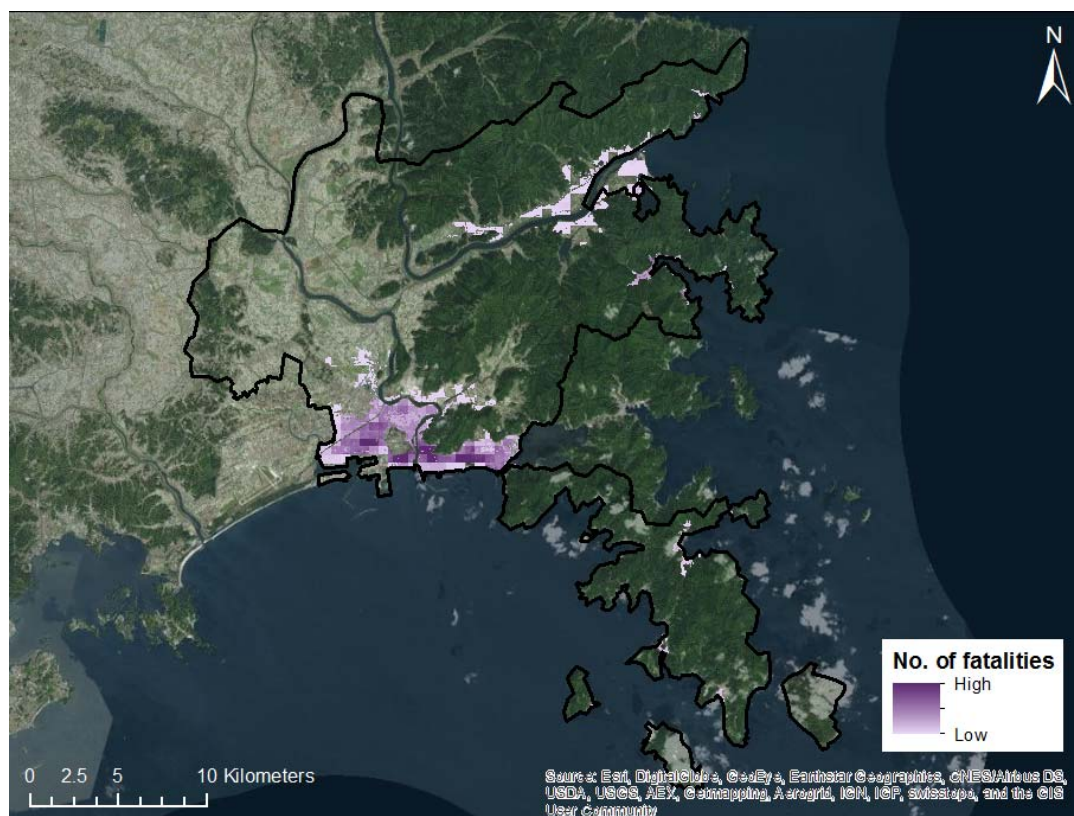 N
No. of fatalities
High
Low
0 2.5 5 10 Kilometers
Source: Esri, DigitalGlobe, GeoEye, Earthstar Geographics, CNES/Airbus DS,
USDA, USGS, AEX, Getmapping, Aerogrid, IGN, IGP, swisstopo, and the GIS
User Community